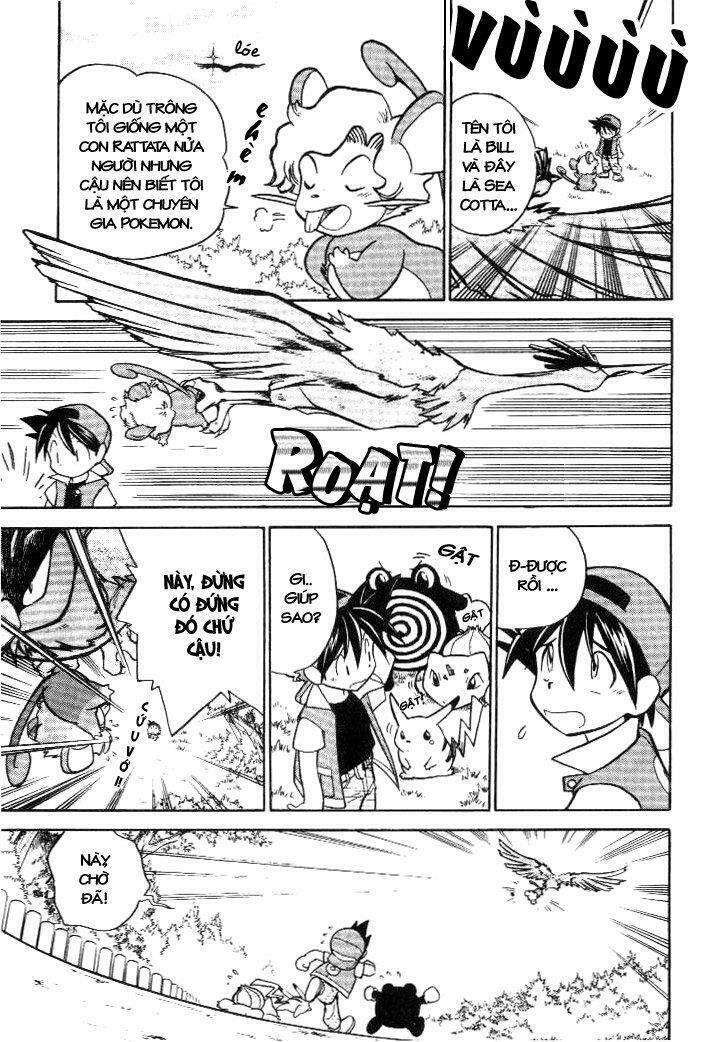 VÙÙÙÙÙ
TÊN TÔI
LÀ BILL
VÀ ĐÂY
LÀ SEA
COTTA...
lóe
ehèm
MẶC DÙ TRÔNG
TÔI GIỐNG MỘT
CON RATTATA NỬA
NGƯỜI NHƯNG
CẬU NÊN BIẾT TÔI
LÀ MỘT CHUYÊN
GIA POKEMON.
ROẠT!
Đ-ĐƯỢC
RỒI ...
GẬT
GẬT
GẬT!
GI..
GIÚP
SAO?
NÀY, ĐỪNG
CÓ ĐỨNG
ĐÓ CHỨ
CẬU!
CỨU VỚI!!
NÀY
CHỜ
ĐÃ!